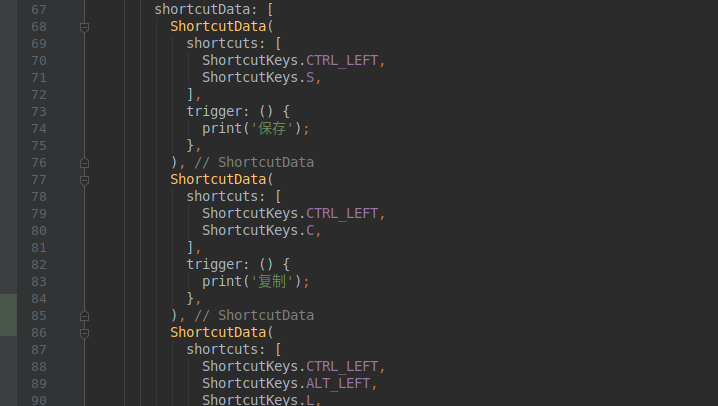 67 shortcutData: [
68 ShortcutData(
69 shortcuts: [
70 ShortcutKeys.CTRL_LEFT,
71 ShortcutKeys.S,
72 ],
73 trigger: () {
74 print('保存');
75 },
76 ), // ShortcutData
77 ShortcutData(
78 shortcuts: [
79 ShortcutKeys.CTRL_LEFT,
80 ShortcutKeys.C,
81 ],
82 trigger: () {
83 print('复制');
84 },
85 ), // ShortcutData
86 ShortcutData(
87 shortcuts: [
88 ShortcutKeys.CTRL_LEFT,
89 ShortcutKeys.ALT_LEFT,
90 ShortcutKeys.L,